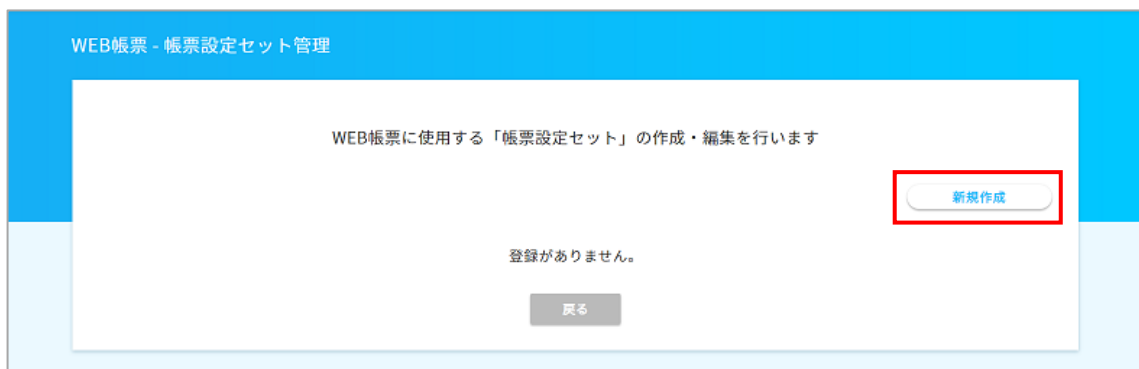 WEB帳票 - 帳票設定セット管理
WEB帳票に使用する「帳票設定セット」の作成・編集を行います
新規作成
登録がありません。
戻る